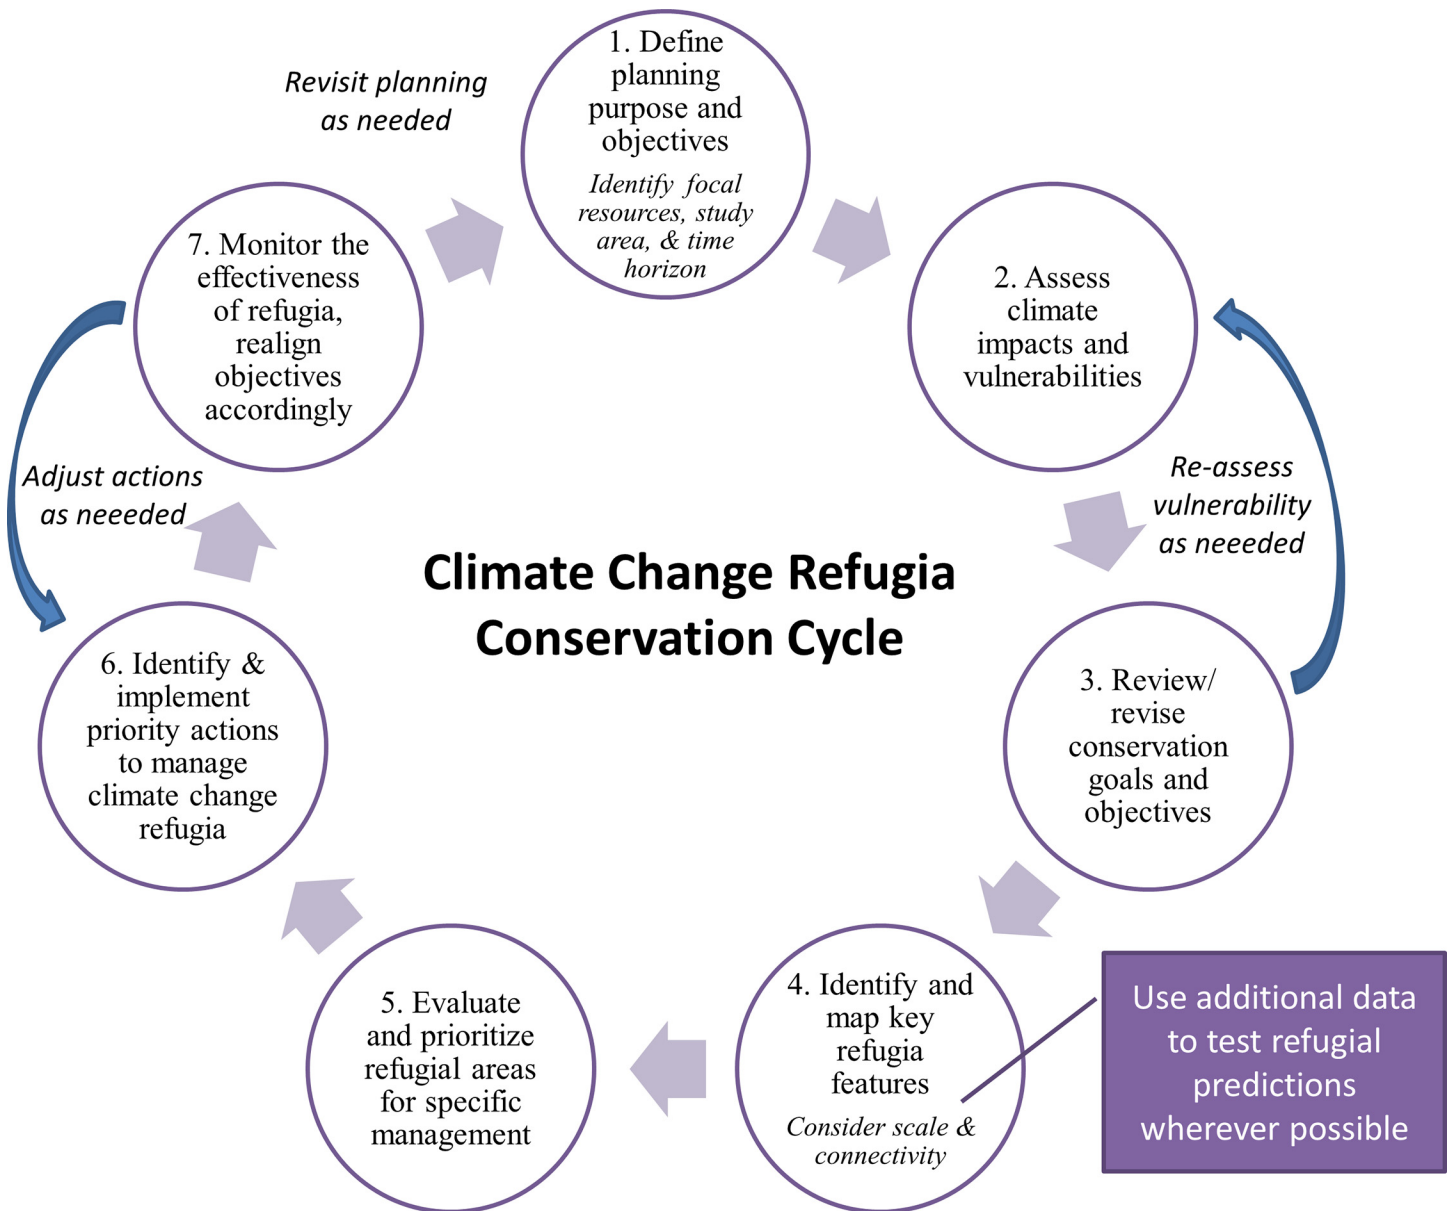 1. Define
planning
purpose and
objectives
Identify focal
resources, study
area, & time
horizon
2. Assess
climate
impacts and
vulnerabilities
Re-assess
vulnerability
as neeeded
3. Review/
revise
conservation
goals and
objectives
4. Identify and
map key
refugia
features
Consider scale &
connectivity
Use additional data
to test refugial
predictions
wherever possible
5. Evaluate
and prioritize
refugial areas
for specific
management
6. Identify &
implement
priority actions
to manage
climate change
refugia
Adjust actions
as neeeded
7. Monitor the
effectiveness
of refugia,
realign
objectives
accordingly
Revisit planning
as needed
Climate Change Refugia
Conservation Cycle